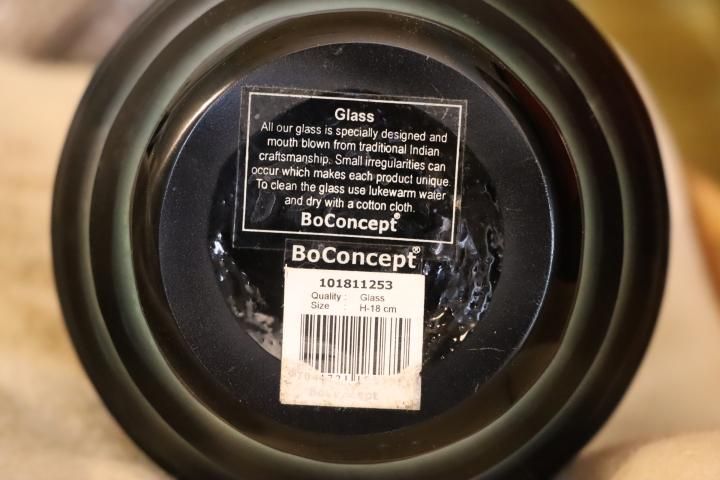 Glass
All our glass is specially designed and
mouth blown from traditional Indian
craftsmanship. Small irregularities can
occur which makes each product unique.
To clean the glass use lukewarm water
and dry with a cotton cloth.
BoConcept®
BoConcept®
101811253
Quality : Glass
Size : H-18 cm
BoConcept